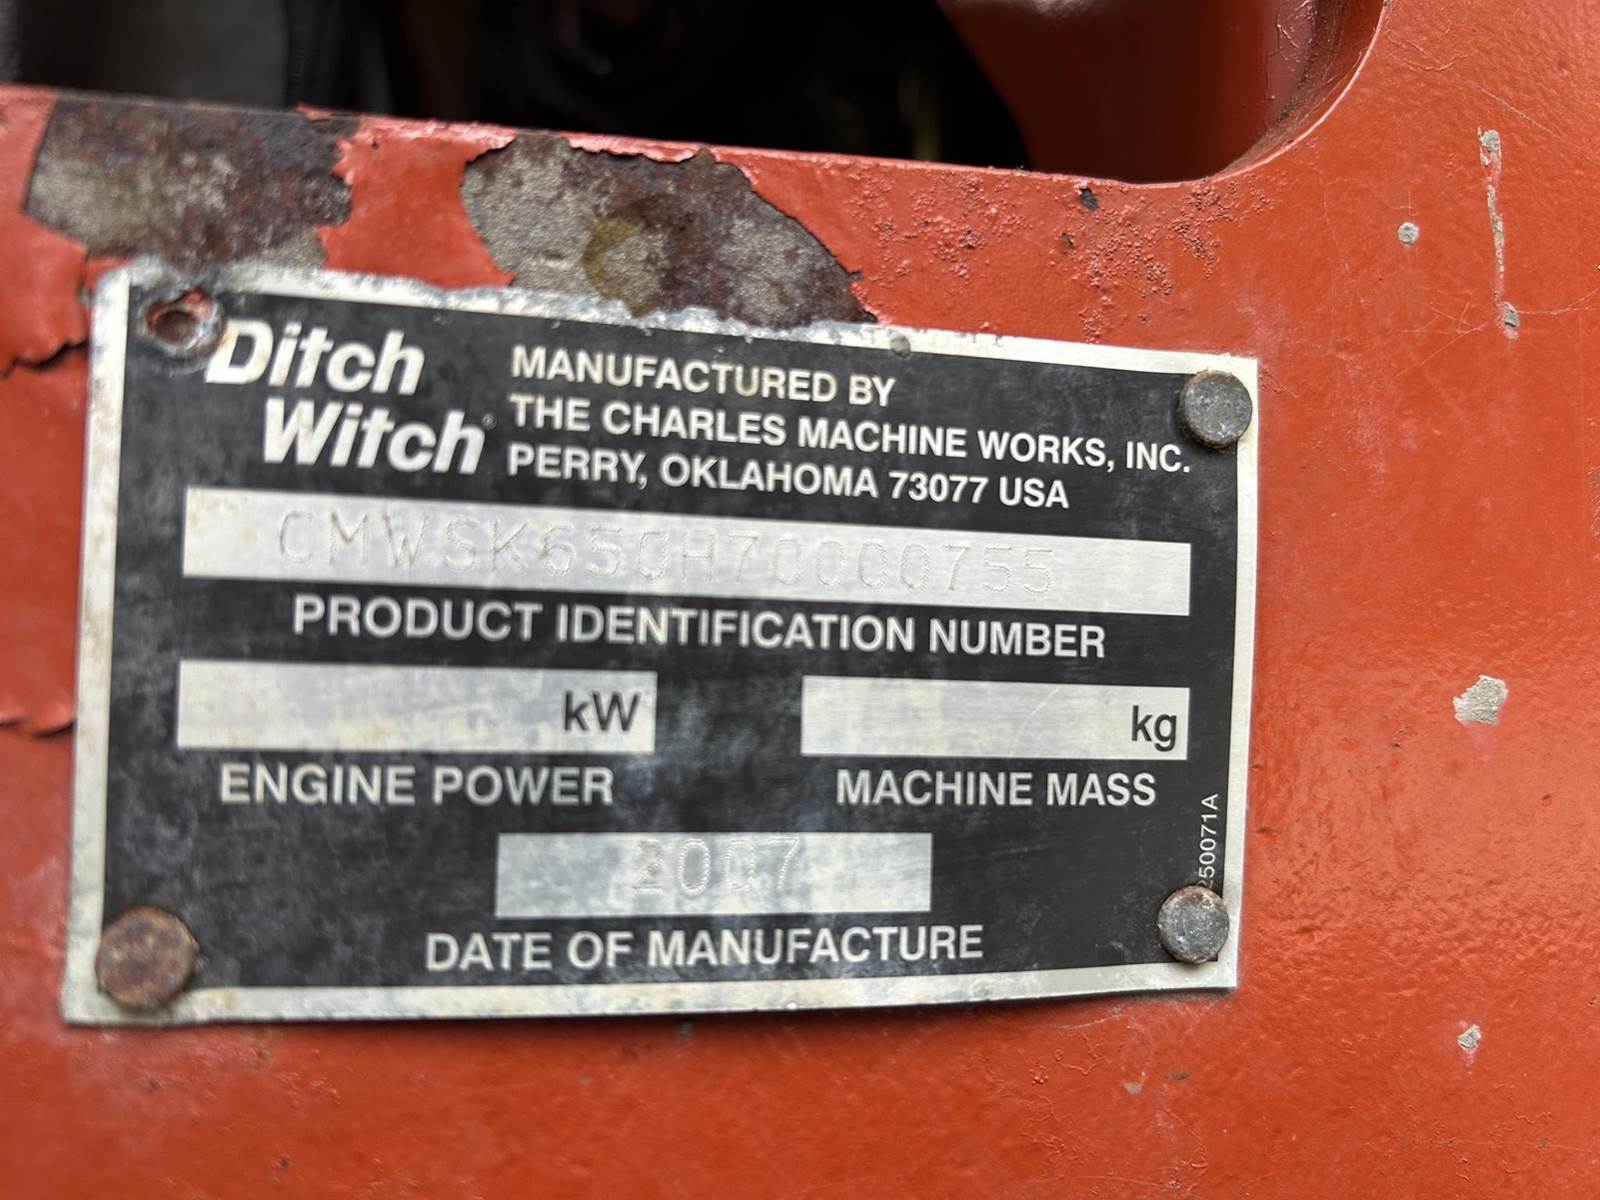 Ditch
Witch®
MANUFACTURED BY
THE CHARLES MACHINE WORKS, INC.
PERRY, OKLAHOMA 73077 USA
CMWSK650H70000755
PRODUCT IDENTIFICATION NUMBER
kW
kg
ENGINE POWER
MACHINE MASS
2007
DATE OF MANUFACTURE
250071A